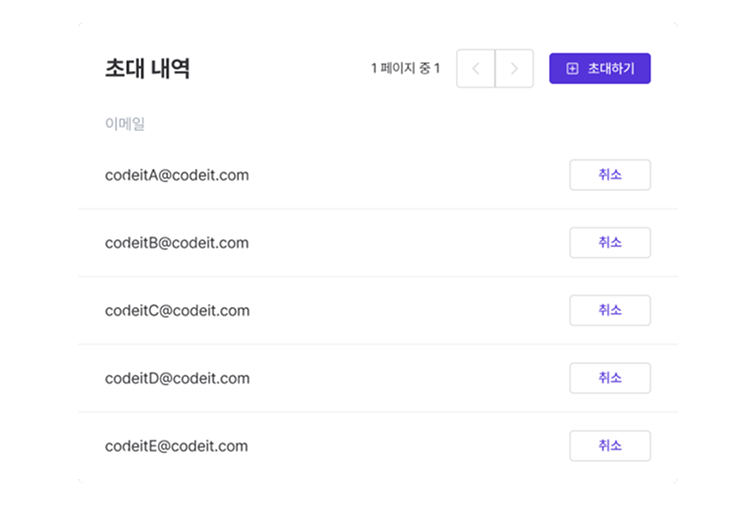 초대 내역
1 페이지 중 1
초대하기
이메일
codeitA@codeit.com
취소
codeitB@codeit.com
취소
codeitC@codeit.com
취소
codeitD@codeit.com
취소
codeitE@codeit.com
취소